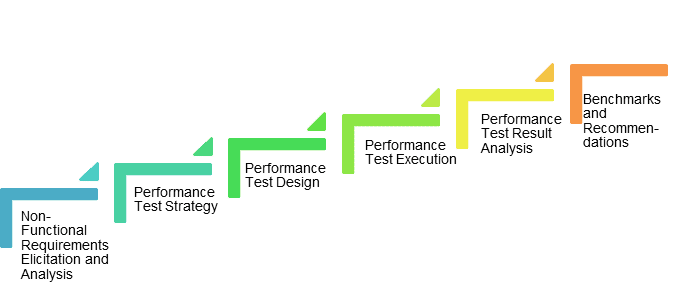 Non-
Functional
Requirements
Elicitation and
Analysis
Performance
Test Strategy
Performance
Test Design
Performance
Test Execution
Performance
Test Result
Analysis
Benchmarks
and
Recommen-
dations